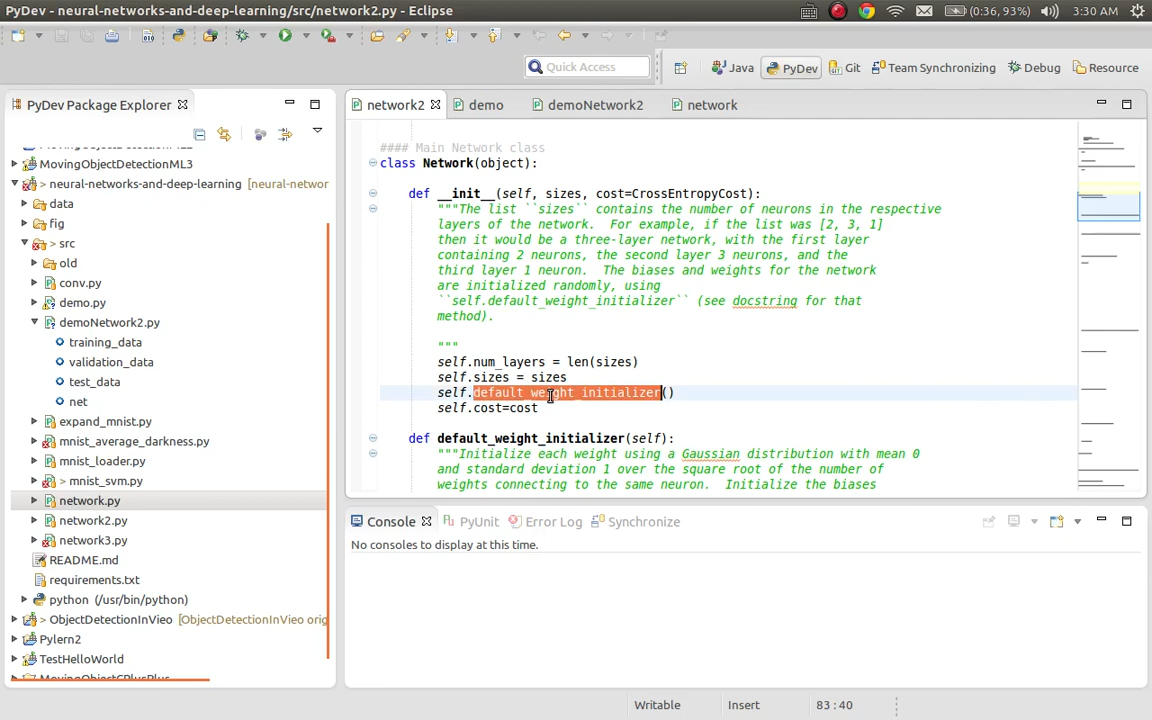 PyDev - neural-networks-and-deep-learning/src/network2.py - Eclipse
(0:36, 93%)
3:30 AM
Quick Access
Java
PyDev
Git
Team Synchronizing
Debug
Resource
PyDev Package Explorer
MovingObjectDetectionML3
> neural-networks-and-deep-learning [neural-networ
data
fig
> src
old
conv.py
demo.py
demoNetwork2.py
training_data
validation_data
test_data
net
expand_mnist.py
mnist_average_darkness.py
mnist_loader.py
> mnist_svm.py
network.py
network2.py
network3.py
README.md
requirements.txt
python (/usr/bin/python)
> ObjectDetectionInVieo [ObjectDetectionInVieo orig
Pylern2
TestHelloWorld
MovingObjectCPlusPlus
network2
demo
demoNetwork2
network
#### Main Network class
class Network(object):
def __init__(self, sizes, cost=CrossEntropyCost):
"""The list ``sizes`` contains the number of neurons in the respective
layers of the network. For example, if the list was [2, 3, 1]
then it would be a three-layer network, with the first layer
containing 2 neurons, the second layer 3 neurons, and the
third layer 1 neuron. The biases and weights for the network
are initialized randomly, using
``self.default_weight_initializer`` (see docstring for that
method).
"""
self.num_layers = len(sizes)
self.sizes = sizes
self.default_weight_initializer()
self.cost=cost
def default_weight_initializer(self):
"""Initialize each weight using a Gaussian distribution with mean 0
and standard deviation 1 over the square root of the number of
weights connecting to the same neuron. Initialize the biases
Console
PyUnit
Error Log
Synchronize
No consoles to display at this time.
Writable
Insert
83 : 40